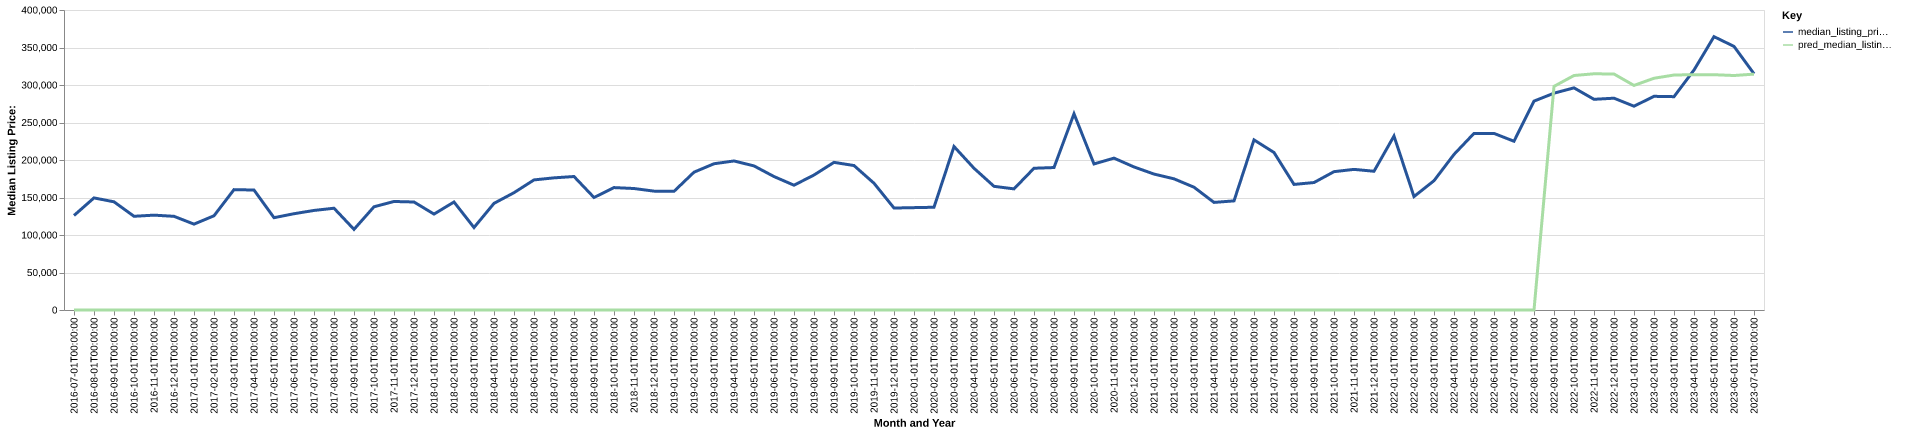 400,000
350,000
300,000
250,000
200,000
150,000
100,000
50,000
0
Median Listing Price:
2016-07-01T00:00:00
2016-08-01T00:00:00
2016-09-01T00:00:00
2016-10-01T00:00:00
2016-11-01T00:00:00
2016-12-01T00:00:00
2017-01-01T00:00:00
2017-02-01T00:00:00
2017-03-01T00:00:00
2017-04-01T00:00:00
2017-05-01T00:00:00
2017-06-01T00:00:00
2017-07-01T00:00:00
2017-08-01T00:00:00
2017-09-01T00:00:00
2017-10-01T00:00:00
2017-11-01T00:00:00
2017-12-01T00:00:00
2018-01-01T00:00:00
2018-02-01T00:00:00
2018-03-01T00:00:00
2018-04-01T00:00:00
2018-05-01T00:00:00
2018-06-01T00:00:00
2018-07-01T00:00:00
2018-08-01T00:00:00
2018-09-01T00:00:00
2018-10-01T00:00:00
2018-11-01T00:00:00
2018-12-01T00:00:00
2019-01-01T00:00:00
2019-02-01T00:00:00
2019-03-01T00:00:00
2019-04-01T00:00:00
2019-05-01T00:00:00
2019-06-01T00:00:00
2019-07-01T00:00:00
2019-08-01T00:00:00
2019-09-01T00:00:00
2019-10-01T00:00:00
2019-11-01T00:00:00
2019-12-01T00:00:00
2020-01-01T00:00:00
2020-02-01T00:00:00
2020-03-01T00:00:00
2020-04-01T00:00:00
2020-05-01T00:00:00
2020-06-01T00:00:00
2020-07-01T00:00:00
2020-08-01T00:00:00
2020-09-01T00:00:00
2020-10-01T00:00:00
2020-11-01T00:00:00
2020-12-01T00:00:00
2021-01-01T00:00:00
2021-02-01T00:00:00
2021-03-01T00:00:00
2021-04-01T00:00:00
2021-05-01T00:00:00
2021-06-01T00:00:00
2021-07-01T00:00:00
2021-08-01T00:00:00
2021-09-01T00:00:00
2021-10-01T00:00:00
2021-11-01T00:00:00
2021-12-01T00:00:00
2022-01-01T00:00:00
2022-02-01T00:00:00
2022-03-01T00:00:00
2022-04-01T00:00:00
2022-05-01T00:00:00
2022-06-01T00:00:00
2022-07-01T00:00:00
2022-08-01T00:00:00
2022-09-01T00:00:00
2022-10-01T00:00:00
2022-11-01T00:00:00
2022-12-01T00:00:00
2023-01-01T00:00:00
2023-02-01T00:00:00
2023-03-01T00:00:00
2023-04-01T00:00:00
2023-05-01T00:00:00
2023-06-01T00:00:00
2023-07-01T00:00:00
Month and Year
Key
median_listing_pri…
pred_median_listin…